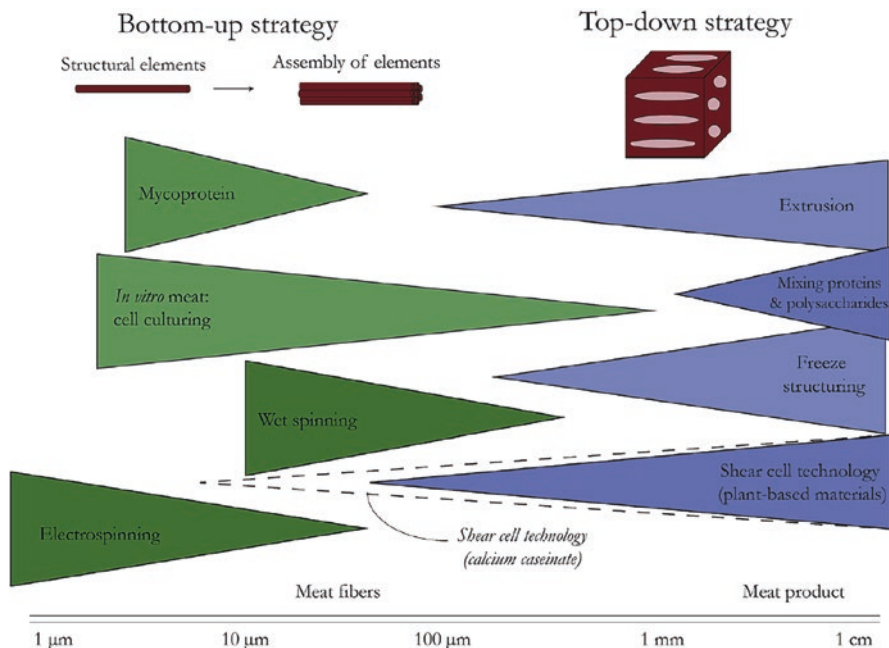 Bottom-up strategy
Top-down strategy
Structural elements
Assembly of elements
Mycoprotein
Extrusion
In vitro meat:
cell culturing
Mixing proteins
& polysaccharides
Freeze
structuring
Wet spinning
Shear cell technology
(plant-based materials)
Electrospinning
Shear cell technology
(calcium caseinate)
Meat fibers
Meat product
1 μm
10 μm
100 μm
1 mm
1 cm